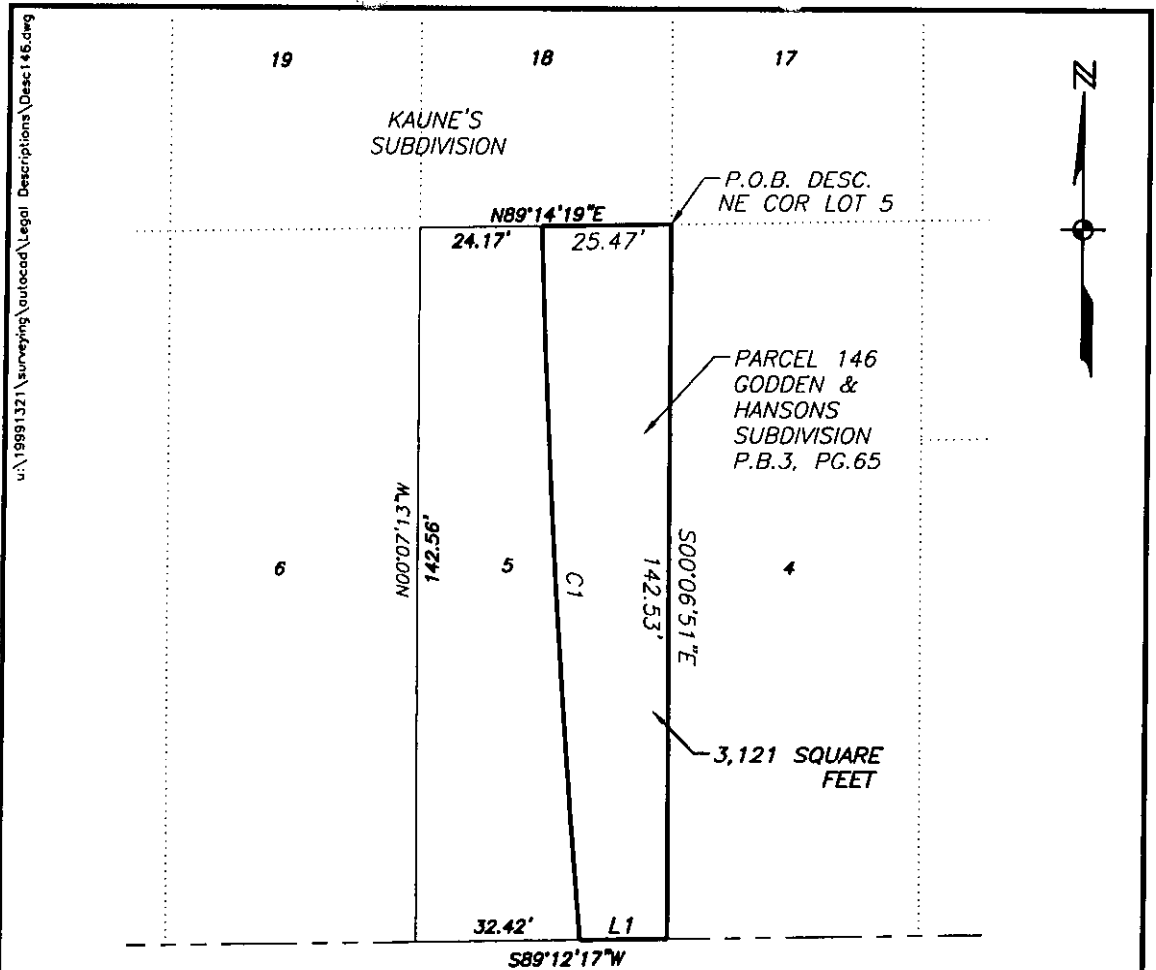 u:\19991321\surveying\autocad\Legal Descriptions\Desc146.dwg
19
18
17
KAUNE'S
SUBDIVISION
N
P.O.B. DESC.
NE COR LOT 5
N89°14'19"E
24.17'
25.47'
PARCEL 146
GODDEN &
HANSONS
SUBDIVISION
P.B.3, PG.65
N00°07'13"W
142.56'
6
5
C1
142.53'
S00°06'51"E
4
3,121 SQUARE
FEET
32.42'
L1
S89°12'17"W